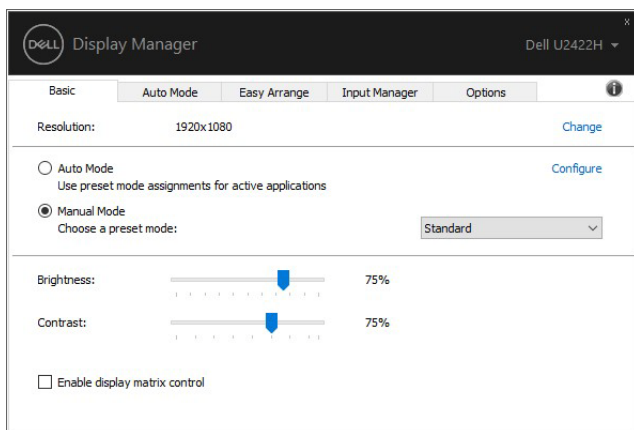 x
DELL Display Manager Dell U2422H
Basic Auto Mode Easy Arrange Input Manager Options i
Resolution: 1920x1080 Change
Auto Mode Configure
Use preset mode assignments for active applications
Manual Mode
Choose a preset mode: Standard
Brightness: 75%
Contrast: 75%
Enable display matrix control